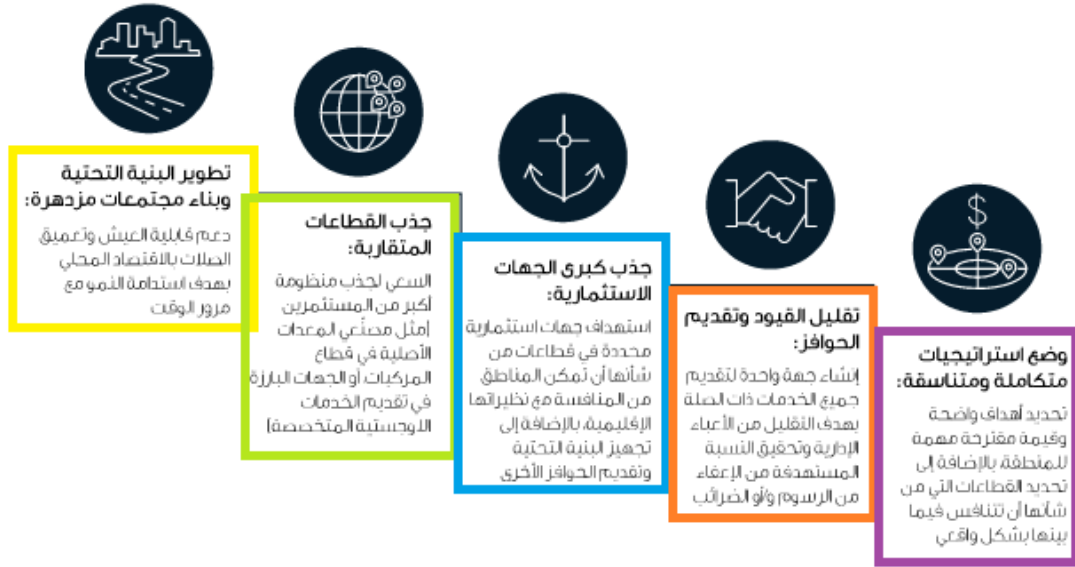 وضع استراتيجيات
متكاملة ومتناسقة:
تحديد أهداف واضحة
وقيمة مقترحة مهمة
للمنطقة، بالإضافة إلى
تحديد القطاعات التي من
شأنها أن تتنافس فيما
بينها بشكل واقعي
تقليل القيود وتقديم
الحوافز:
إنشاء جهة واحدة لتقديم
جميع الخدمات ذات الصلة
بهدف التقليل من الأعباء
الإدارية وتحقيق النسبة
المستهدفة من الإعفاء
من الرسوم و/أو الضرائب
جذب كبرى الجهات
الاستثمارية:
استهداف جهات استثمارية
محددة في قطاعات من
شأنها أن تمكن المناطق
من المنافسة مع نظيراتها
الإقليمية، بالإضافة إلى
تجهيز البنية التحتية
وتقديم الحوافز الأخرى
جذب القطاعات
المتقاربة:
السعي لجذب منظومة
أكبر من المستثمرين
(مثل مصنّعي المعدات
الأصلية في قطاع
المركبات، أو الجهات البارزة
في تقديم الخدمات
اللوجستية المتخصصة)
تطوير البنية التحتية
وبناء مجتمعات مزدهرة:
دعم قابلية العيش وتعميق
الصلات بالاقتصاد المحلي
بهدف استدامة النمو مع
مرور الوقت
$